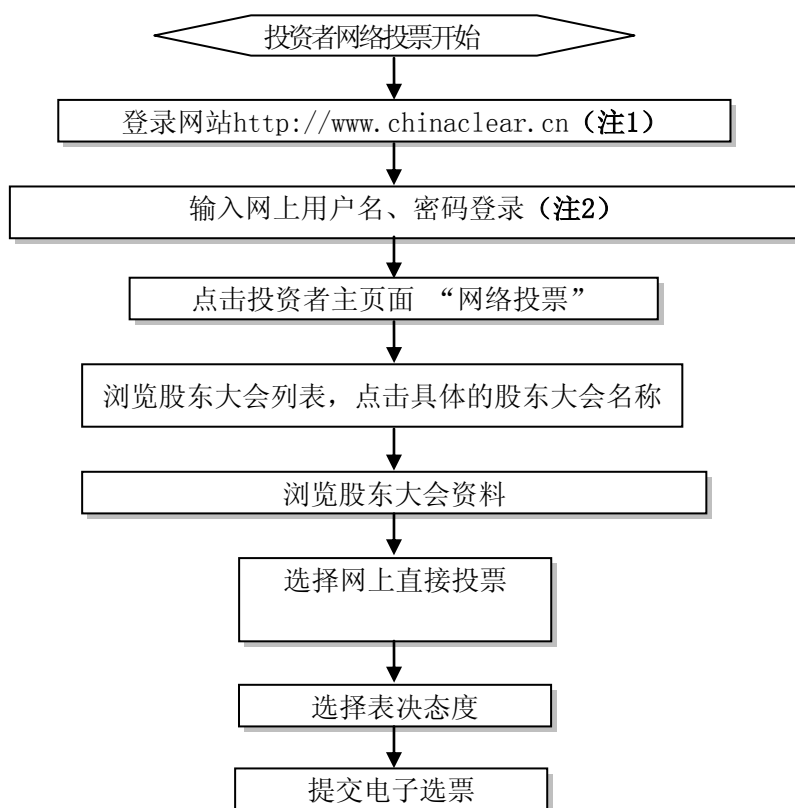 投资者网络投票开始
登录网站http://www.chinaclear.cn（注1）
输入网上用户名、密码登录（注2）
点击投资者主页面 “网络投票”
浏览股东大会列表，点击具体的股东大会名称
浏览股东大会资料
选择网上直接投票
选择表决态度
提交电子选票